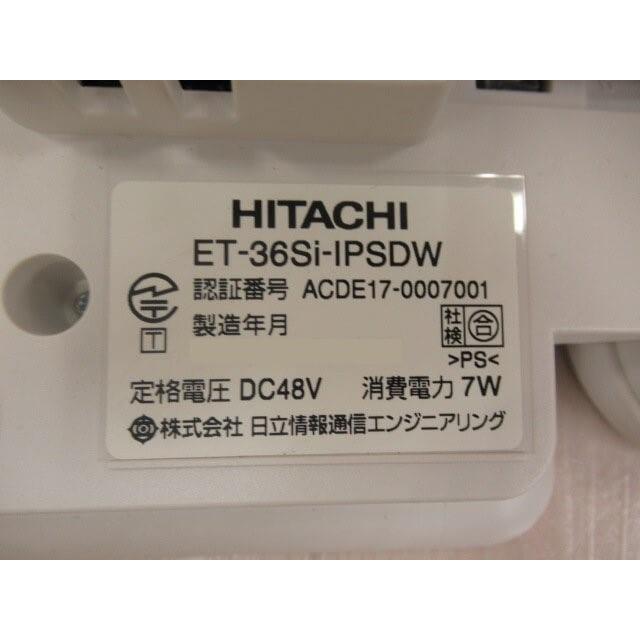 HITACHI
ET-36Si-IPSDW
認証番号 ACDE17-0007001
T
製造年月
社検 合
>PS<
定格電圧 DC48V 消費電力 7W
株式会社 日立情報通信エンジニアリング